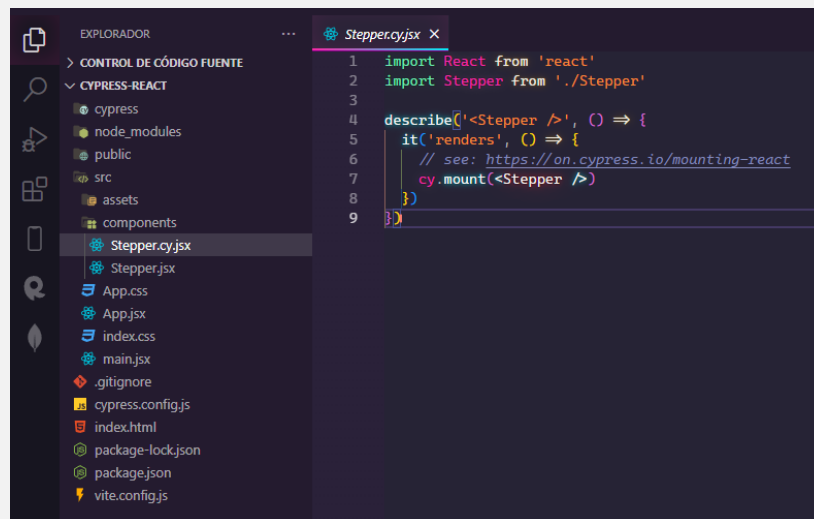 EXPLORADOR ...
CONTROL DE CÓDIGO FUENTE
CYPRESS-REACT
cypress
node_modules
public
src
assets
components
Stepper.cy.jsx
Stepper.jsx
App.css
App.jsx
index.css
main.jsx
.gitignore
cypress.config.js
index.html
package-lock.json
package.json
vite.config.js
Stepper.cy.jsx
1 import React from 'react'
2 import Stepper from './Stepper'
3
4 describe('<Stepper />', () => {
5 it('renders', () => {
6 // see: https://on.cypress.io/mounting-react
7 cy.mount(<Stepper />)
8 })
9 })